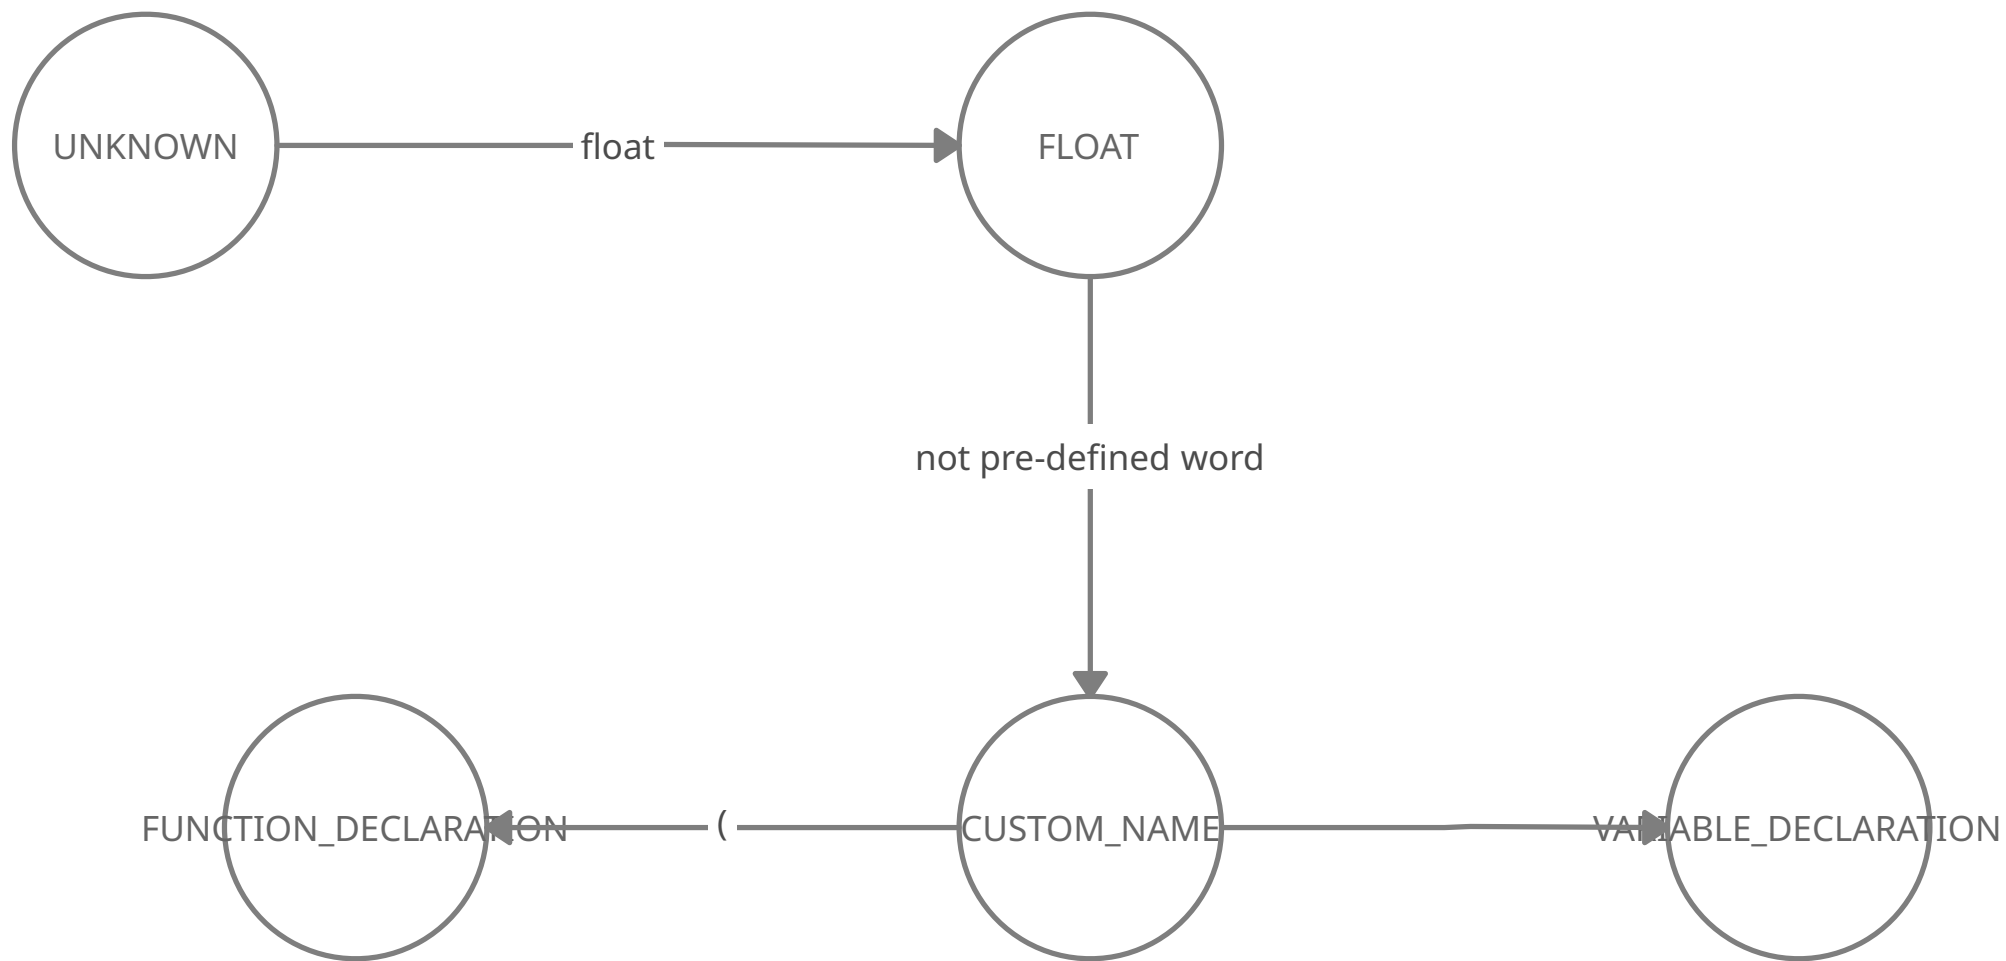 UNKNOWN
float
FLOAT
not pre-defined word
FUNCTION_DECLARATION
(
CUSTOM_NAME
VARIABLE_DECLARATION